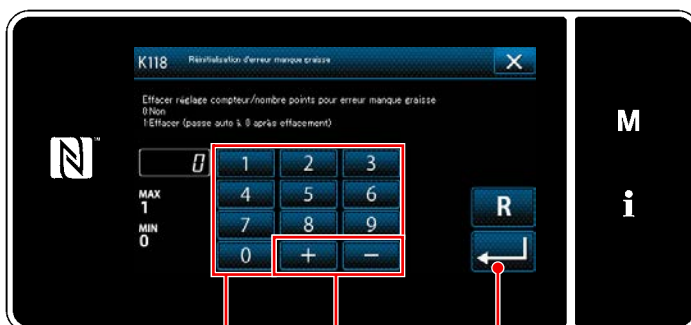 K118 Réinitialisation d'erreur manque graisse X
Effacer réglage compteur/nombre points pour erreur manque graisse
0:Non
1:Effacer (passe auto à 0 après effacement)
0
MAX
1
MIN
0
1 2 3
4 5 6
7 8 9
0 + −
R
M
i
N